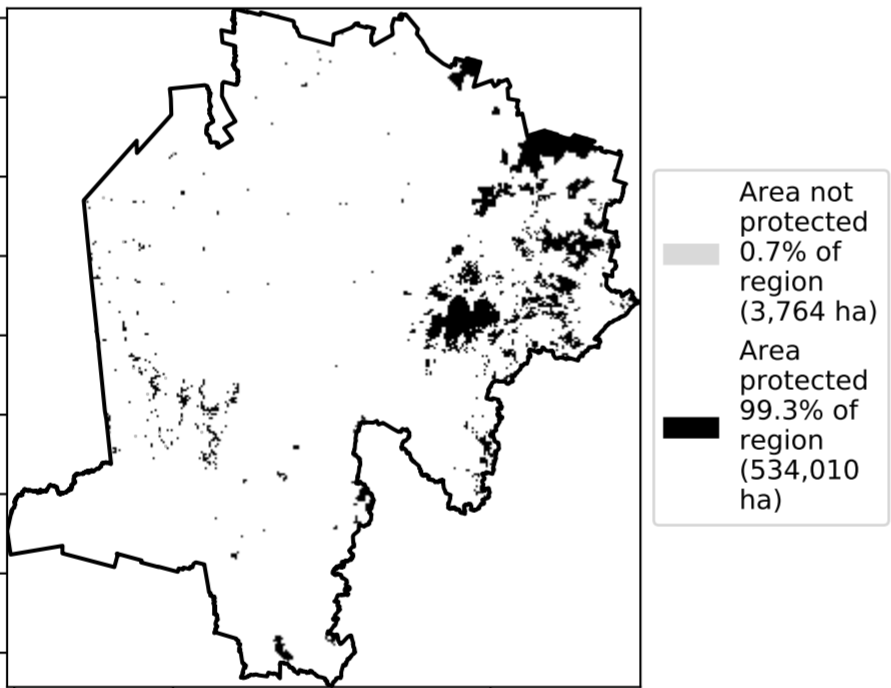 Area not
protected
0.7% of
region
(3,764 ha)
Area
protected
99.3% of
region
(534,010
ha)